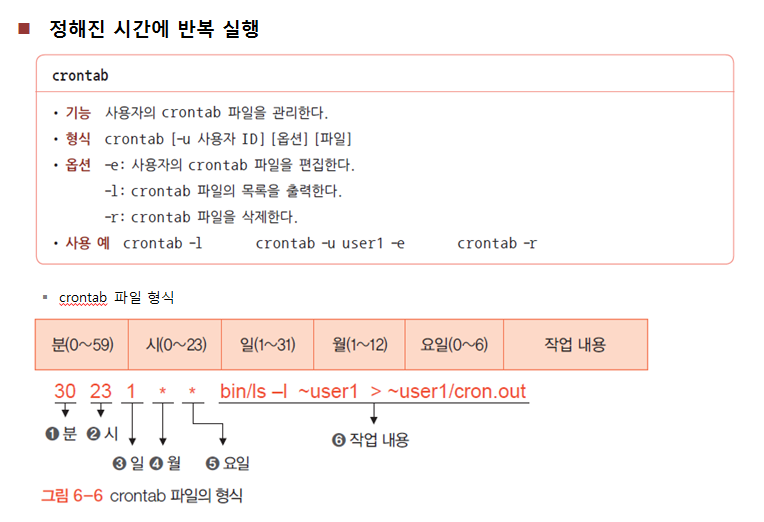 ■ 정해진 시간에 반복 실행
crontab
• 기능 사용자의 crontab 파일을 관리한다.
• 형식 crontab [-u 사용자 ID] [옵션] [파일]
• 옵션 -e: 사용자의 crontab 파일을 편집한다.
-l: crontab 파일의 목록을 출력한다.
-r: crontab 파일을 삭제한다.
• 사용 예 crontab -l crontab -u user1 -e crontab -r
▪ crontab 파일 형식
분(0~59) 시(0~23) 일(1~31) 월(1~12) 요일(0~6) 작업 내용
30 23 1 * * bin/ls –l ~user1 > ~user1/cron.out
❶ 분 ❷ 시
❻ 작업 내용
❸ 일 ❹ 월 ❺ 요일
그림 6-6 crontab 파일의 형식